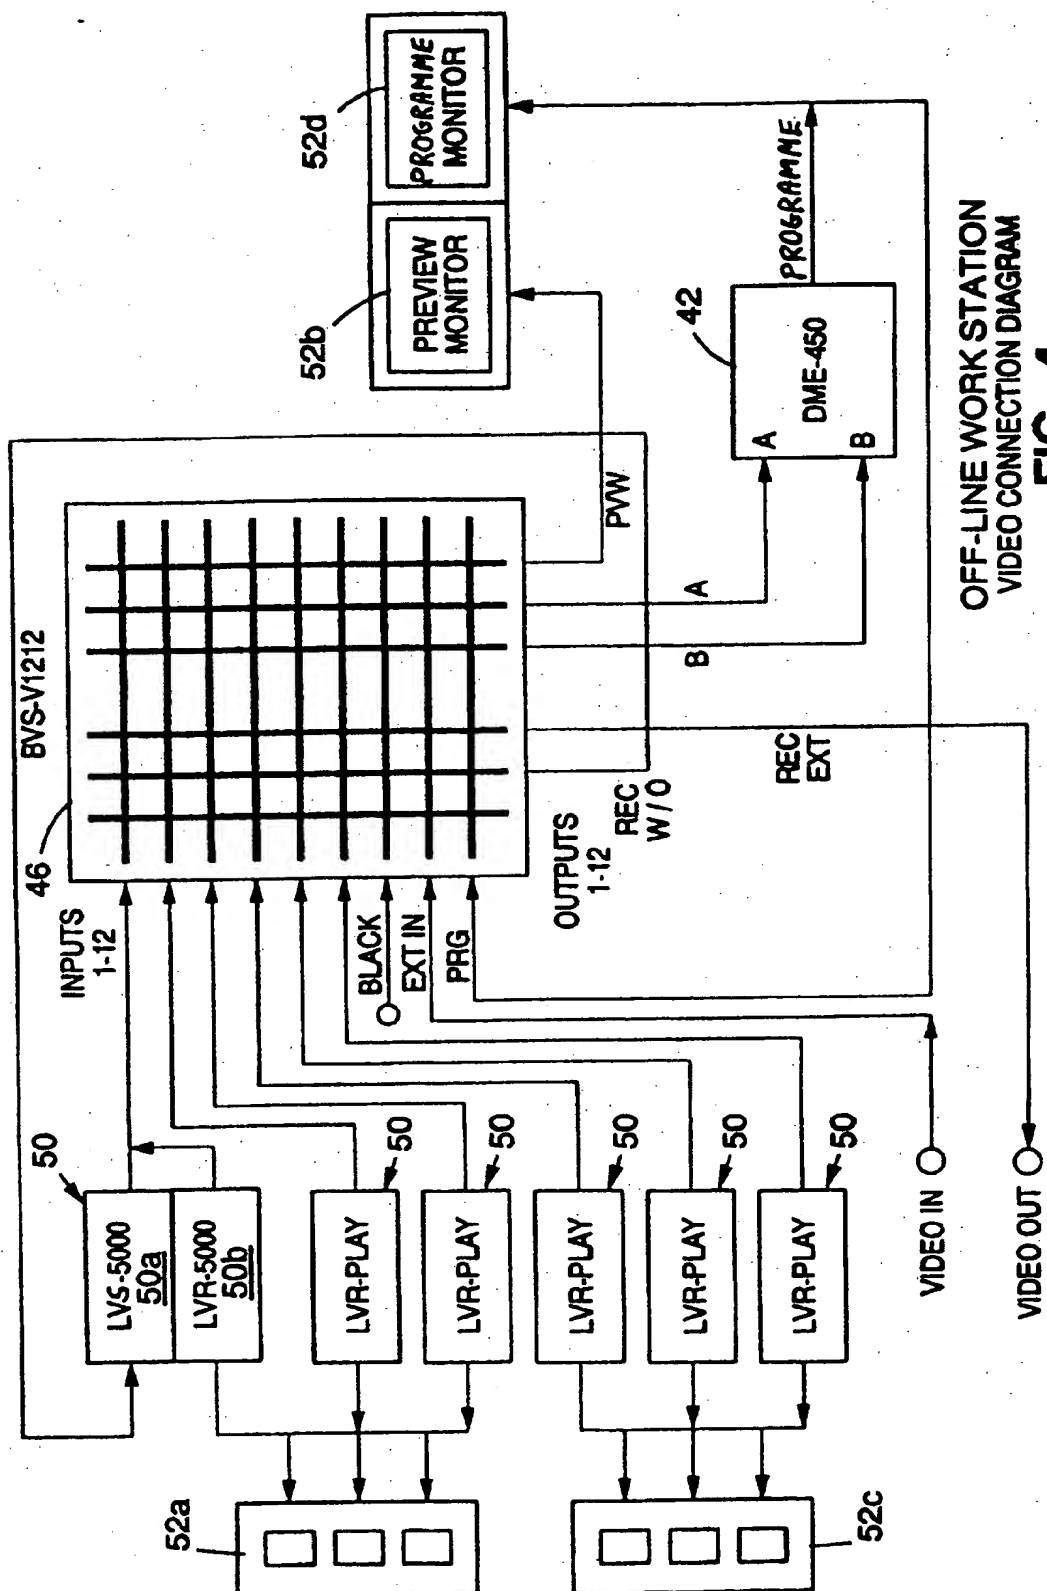 BVS-V1212
46
INPUTS
1-12
BLACK
EXT IN
PRG
OUTPUTS
1-12
REC
W/O
REC
EXT
B
A
PVW
50
LVS-5000
50a
LVR-5000
50b
LVR-PLAY
50
LVR-PLAY
50
LVR-PLAY
50
LVR-PLAY
50
LVR-PLAY
50
52a
52c
VIDEO IN
VIDEO OUT
52b
PREVIEW
MONITOR
52d
PROGRAMME
MONITOR
42
A
B
DME-450
PROGRAMME
OFF-LINE WORK STATION
VIDEO CONNECTION DIAGRAM